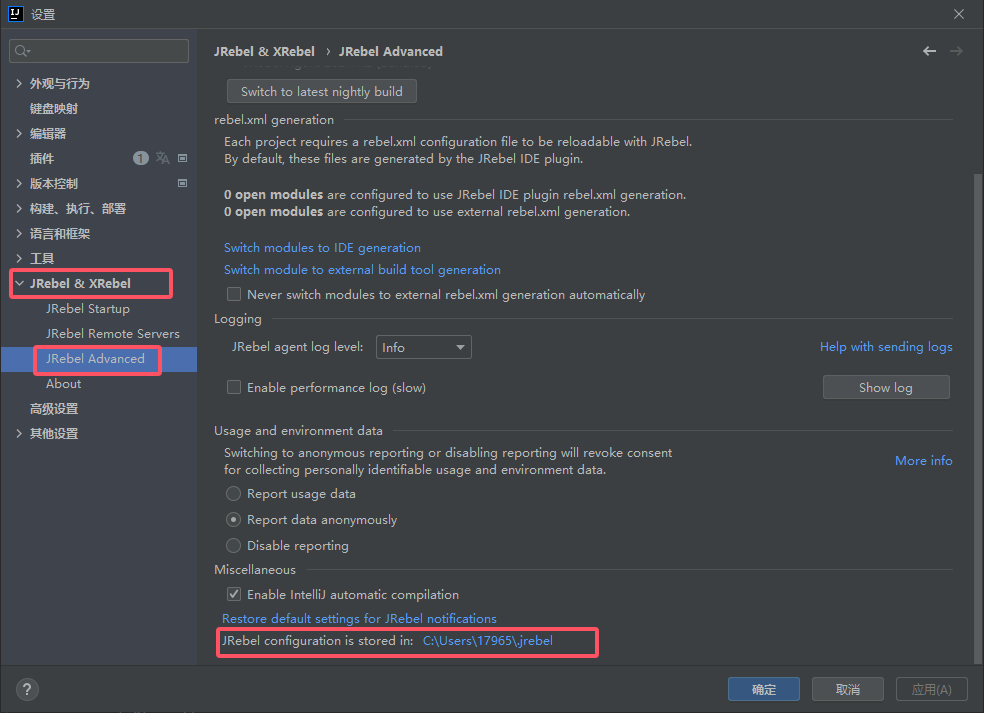 设置
JRebel & XRebel › JRebel Advanced
外观与行为
键盘映射
编辑器
插件 1
版本控制
构建、执行、部署
语言和框架
工具
JRebel & XRebel
JRebel Startup
JRebel Remote Servers
JRebel Advanced
About
高级设置
其他设置
Switch to latest nightly build
rebel.xml generation
Each project requires a rebel.xml configuration file to be reloadable with JRebel.
By default, these files are generated by the JRebel IDE plugin.
0 open modules are configured to use JRebel IDE plugin rebel.xml generation.
0 open modules are configured to use external rebel.xml generation.
Switch modules to IDE generation
Switch module to external build tool generation
Never switch modules to external rebel.xml generation automatically
Logging
JRebel agent log level: Info Help with sending logs
Enable performance log (slow) Show log
Usage and environment data
Switching to anonymous reporting or disabling reporting will revoke consent
for collecting personally identifiable usage and environment data.
More info
Report usage data
Report data anonymously
Disable reporting
Miscellaneous
Enable IntelliJ automatic compilation
Restore default settings for JRebel notifications
JRebel configuration is stored in: C:\Users\17965\.jrebel
? 确定 取消 应用(A)